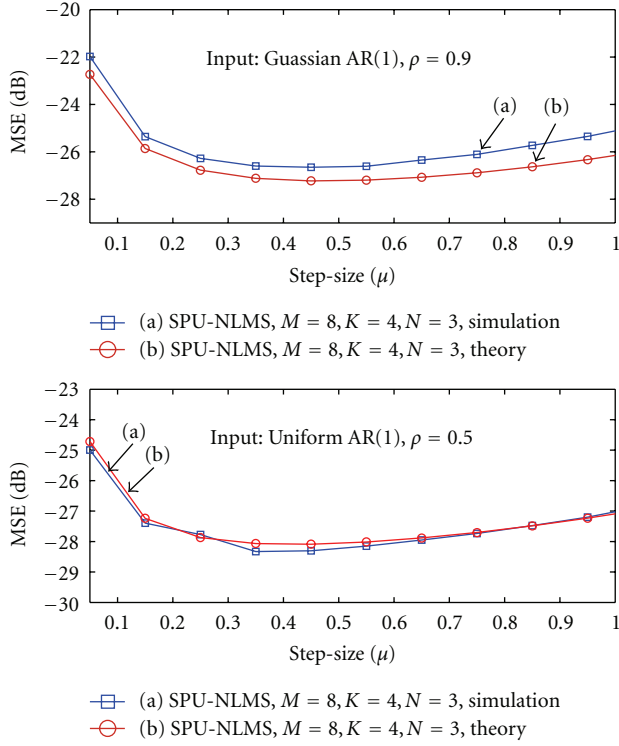 −20
−22
−24
−26
−28
MSE (dB)
Input: Guassian AR(1), ρ = 0.9
(a)
(b)
0.1 0.2 0.3 0.4 0.5 0.6 0.7 0.8 0.9 1
Step-size (μ)
(a) SPU-NLMS, M = 8, K = 4, N = 3, simulation
(b) SPU-NLMS, M = 8, K = 4, N = 3, theory
−23
−24
−25
−26
−27
−28
−29
−30
MSE (dB)
Input: Uniform AR(1), ρ = 0.5
(a)
(b)
0.1 0.2 0.3 0.4 0.5 0.6 0.7 0.8 0.9 1
Step-size (μ)
(a) SPU-NLMS, M = 8, K = 4, N = 3, simulation
(b) SPU-NLMS, M = 8, K = 4, N = 3, theory